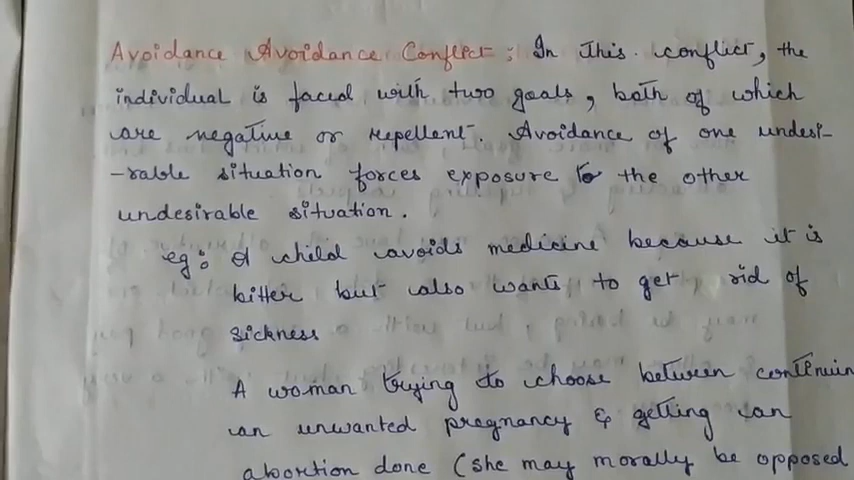 Avoidance Avoidance Conflict : In this conflict, the
individual is faced with two goals, both of which
are negative or repellent. Avoidance of one undesi-
-rable situation forces exposure to the other
undesirable situation.
eg: A child avoids medicine because it is
bitter but also wants to get rid of
sickness
A woman trying to choose between continuin
an unwanted pregnancy & getting an
abortion done (she may morally be opposed